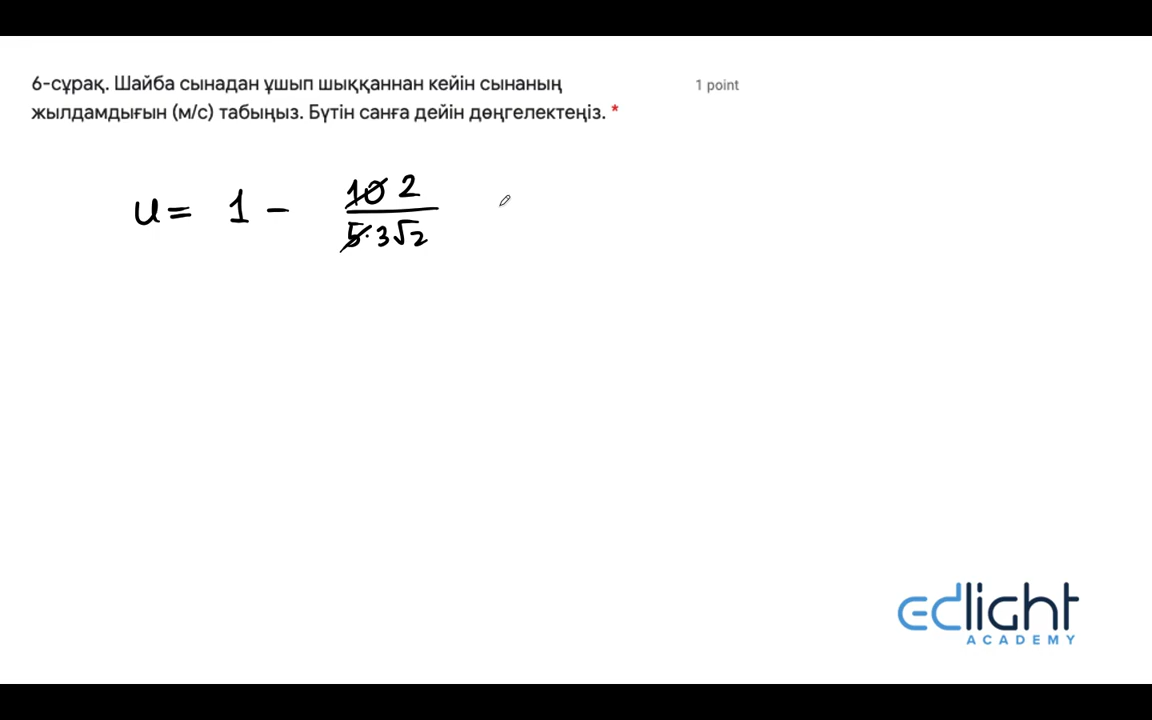 6-сұрақ. Шайба сынадан ұшып шыққаннан кейін сынаның
жылдамдығын (м/с) табыңыз. Бүтін санға дейін дөңгелектеңіз. *
1 point
u = 1 - 10 2 / 5·3√2
edlight
ACADEMY